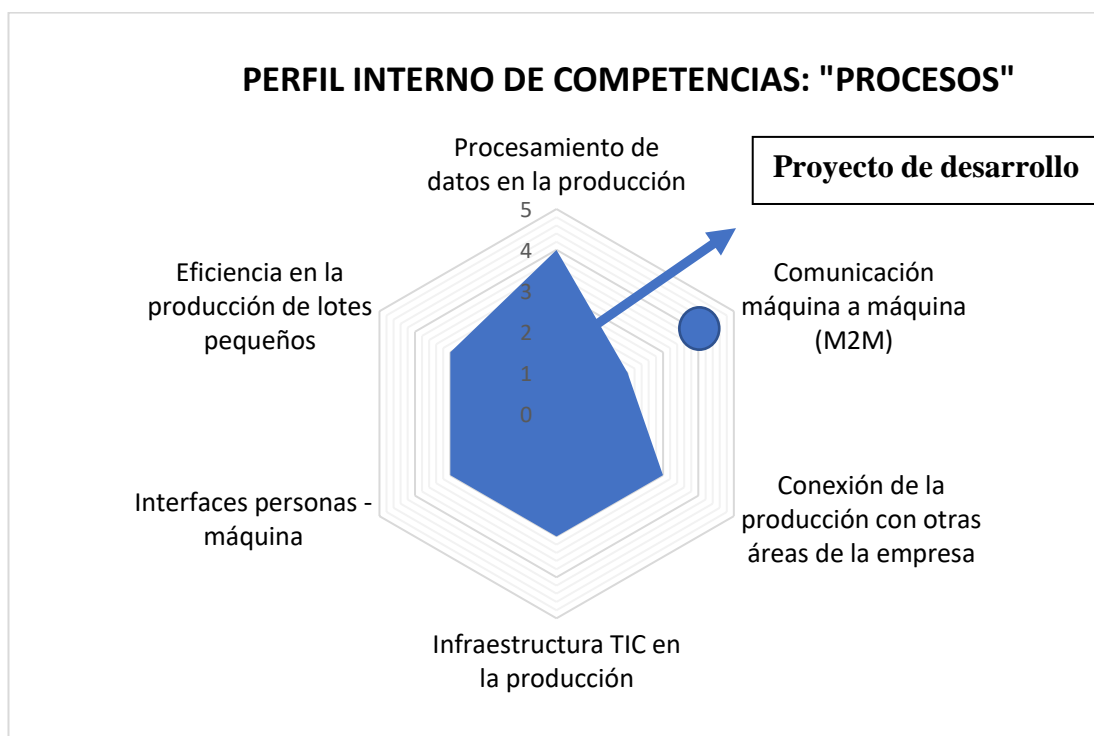 PERFIL INTERNO DE COMPETENCIAS: "PROCESOS"
Procesamiento de
datos en la producción
Proyecto de desarrollo
5
4
3
2
1
0
Comunicación
máquina a máquina
(M2M)
Conexión de la
producción con otras
áreas de la empresa
Infraestructura TIC en
la producción
Interfaces personas -
máquina
Eficiencia en la
producción de lotes
pequeños